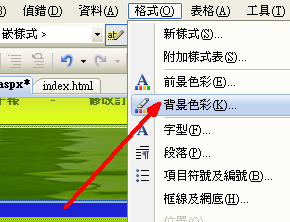 偵錯(D) 資料(A) 格式(O) 表格(A) 工具(T)
嵌樣式 > ab
新樣式(S)...
附加樣式表(S)...
aspx* index.html
前景色彩(E)...
背景色彩(K)...
字型(F)...
段落(P)...
項目符號及編號(B)...
框線及網底(H)...